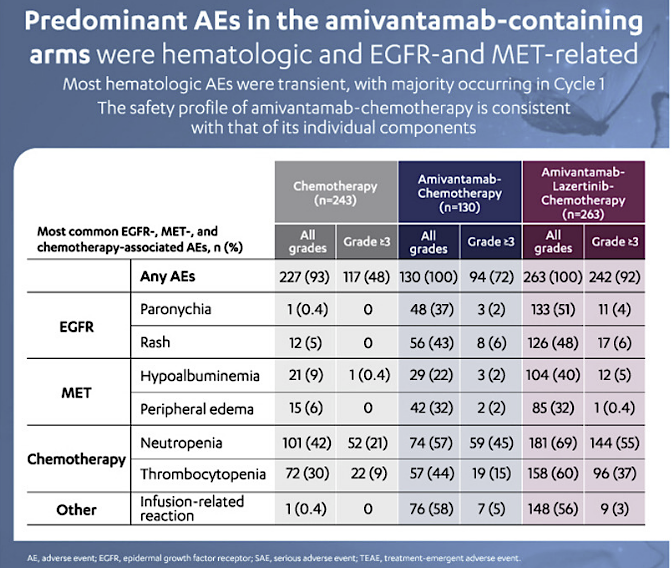 Predominant AEs in the amivantamab-containing
arms were hematologic and EGFR-and MET-related
Most hematologic AEs were transient, with majority occurring in Cycle 1
The safety profile of amivantamab-chemotherapy is consistent
with that of its individual components
Most common EGFR-, MET-, and
chemotherapy-associated AEs, n (%)
Chemotherapy
(n=243)
Amivantamab-
Chemotherapy
(n=130)
Amivantamab-
Lazertinib-
Chemotherapy
(n=263)
All
grades
Grade ≥3
All
grades
Grade ≥3
All
grades
Grade ≥3
Any AEs 227 (93) 117 (48) 130 (100) 94 (72) 263 (100) 242 (92)
EGFR
Paronychia 1 (0.4) 0 48 (37) 3 (2) 133 (51) 11 (4)
Rash 12 (5) 0 56 (43) 8 (6) 126 (48) 17 (6)
MET
Hypoalbuminemia 21 (9) 1 (0.4) 29 (22) 3 (2) 104 (40) 12 (5)
Peripheral edema 15 (6) 0 42 (32) 2 (2) 85 (32) 1 (0.4)
Chemotherapy
Neutropenia 101 (42) 52 (21) 74 (57) 59 (45) 181 (69) 144 (55)
Thrombocytopenia 72 (30) 22 (9) 57 (44) 19 (15) 158 (60) 96 (37)
Other
Infusion-related
reaction 1 (0.4) 0 76 (58) 7 (5) 148 (56) 9 (3)
AE, adverse event; EGFR, epidermal growth factor receptor; SAE, serious adverse event; TEAE, treatment-emergent adverse event.